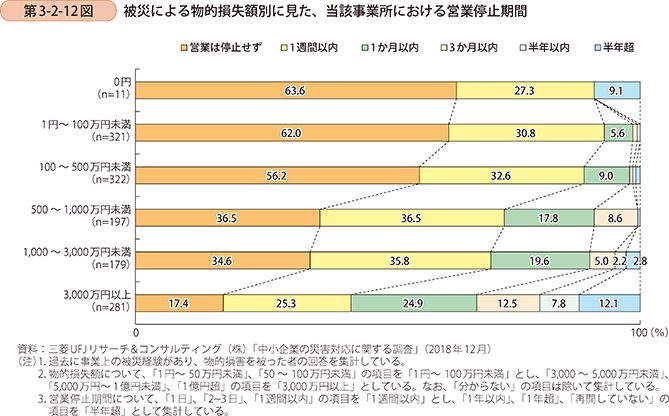 第3-2-12図 被災による物的損失額別に見た、当該事業所における営業停止期間
営業は停止せず 1週間以内 1か月以内 3か月以内 半年以内 半年超
0円
(n=11)
63.6 27.3 9.1
1円～100万円未満
(n=321)
62.0 30.8 5.6
100～500万円未満
(n=322)
56.2 32.6 9.0
500～1,000万円未満
(n=197)
36.5 36.5 17.8 8.6
1,000～3,000万円未満
(n=179)
34.6 35.8 19.6 5.0 2.2 2.8
3,000万円以上
(n=281)
17.4 25.3 24.9 12.5 7.8 12.1
0 100 (%)
資料：三菱UFJリサーチ＆コンサルティング（株）「中小企業の災害対応に関する調査」（2018年12月）
（注）1. 過去に事業上の被災経験があり、物的損害を被った者の回答を集計している。
2. 物的損失額について、「1円～50万円未満」、「50～100万円未満」の項目を「1円～100万円未満」とし、「3,000～5,000万円未満」、
「5,000万円～1億円未満」、「1億円超」の項目を「3,000万円以上」としている。なお、「分からない」の項目は除いて集計している。
3. 営業停止期間について、「1日」、「2~3日」、「1週間以内」の項目を「1週間以内」とし、「1年以内」、「1年超」、「再開していない」の
項目を「半年超」として集計している。